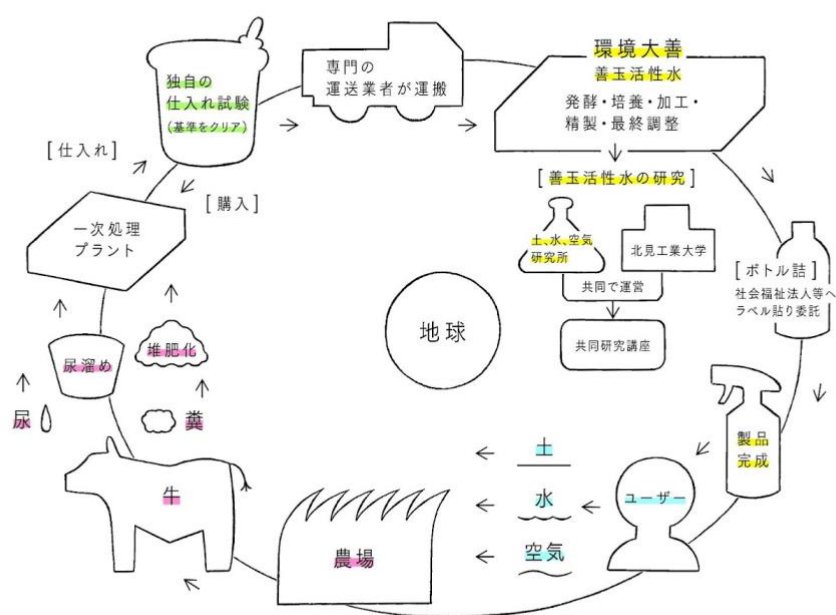 環境大善
善玉活性水
発酵・培養・加工・
精製・最終調整
専門の
運送業者が運搬
独自の
仕入れ試験
(基準をクリア)
[仕入れ]
[購入]
一次処理
プラント
[善玉活性水の研究]
土、水、空気
研究所
北見工業大学
共同で運営
共同研究講座
[ボトル詰]
社会福祉法人等へ
ラベル貼り委託
地球
尿溜め
堆肥化
尿
糞
製品
完成
牛
農場
土
水
空気
ユーザー